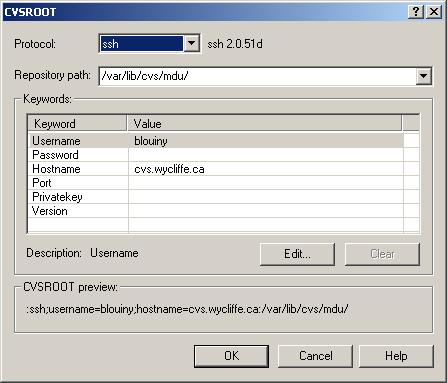 CVSROOT
Protocol: ssh ssh 2.0.51d
Repository path: /var/lib/cvs/mdu/
Keywords:
Keyword Value
Username blouiny
Password
Hostname cvs.wycliffe.ca
Port
Privatekey
Version
Description: Username Edit... Clear
CVSROOT preview:
:ssh;username=blouiny;hostname=cvs.wycliffe.ca:/var/lib/cvs/mdu/
OK Cancel Help